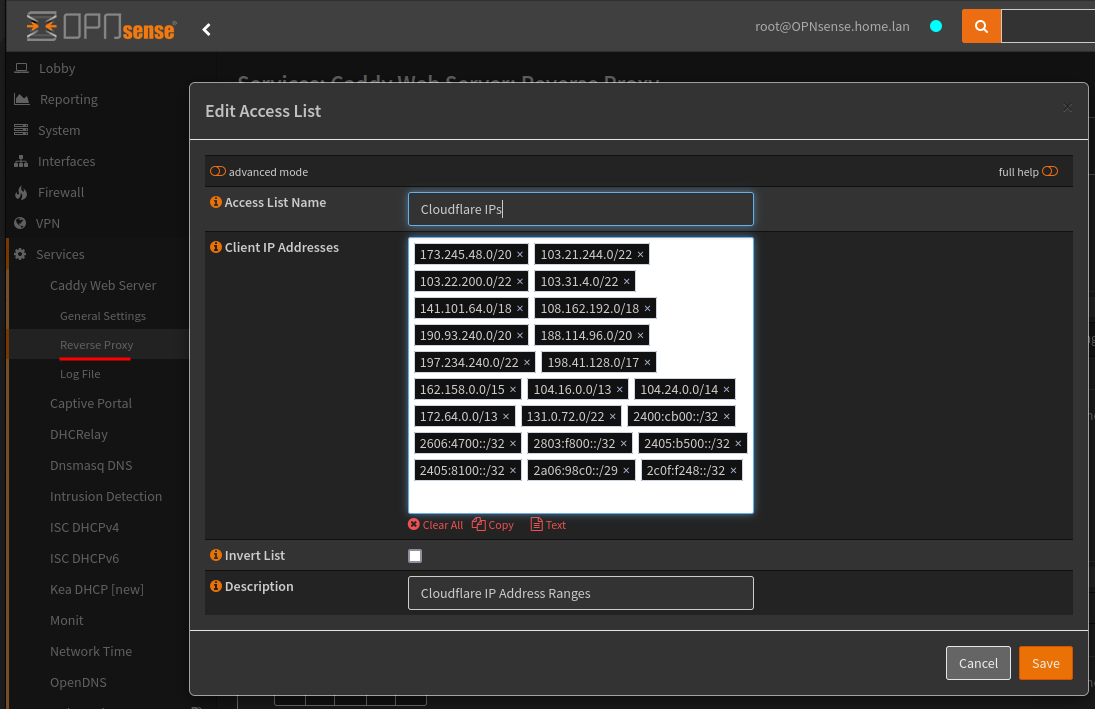 OPNsense
root@OPNsense.home.lan
Lobby
Reporting
System
Interfaces
Firewall
VPN
Services
Caddy Web Server
General Settings
Reverse Proxy
Log File
Captive Portal
DHCRelay
Dnsmasq DNS
Intrusion Detection
ISC DHCPv4
ISC DHCPv6
Kea DHCP [new]
Monit
Network Time
OpenDNS
Services: Caddy Web Server: Reverse Proxy
Edit Access List
×
advanced mode
full help
Access List Name
Cloudflare IPs
Client IP Addresses
173.245.48.0/20 × 103.21.244.0/22 ×
103.22.200.0/22 × 103.31.4.0/22 ×
141.101.64.0/18 × 108.162.192.0/18 ×
190.93.240.0/20 × 188.114.96.0/20 ×
197.234.240.0/22 × 198.41.128.0/17 ×
162.158.0.0/15 × 104.16.0.0/13 × 104.24.0.0/14 ×
172.64.0.0/13 × 131.0.72.0/22 × 2400:cb00::/32 ×
2606:4700::/32 × 2803:f800::/32 × 2405:b500::/32 ×
2405:8100::/32 × 2a06:98c0::/29 × 2c0f:f248::/32 ×
Clear All Copy Text
Invert List
Description
Cloudflare IP Address Ranges
Cancel
Save